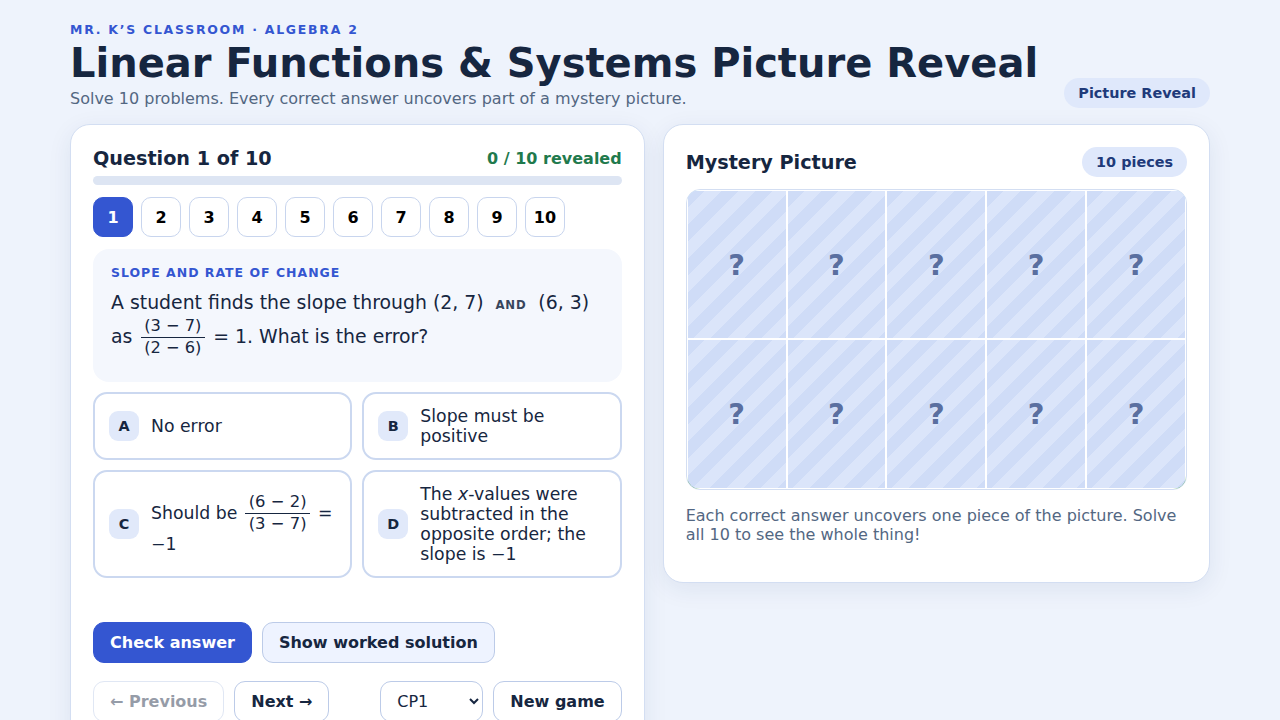 MR. K’S CLASSROOM · ALGEBRA 2
Linear Functions & Systems Picture Reveal
Solve 10 problems. Every correct answer uncovers part of a mystery picture.
Picture Reveal
Question 1 of 10
0 / 10 revealed
1 2 3 4 5 6 7 8 9 10
SLOPE AND RATE OF CHANGE
A student finds the slope through (2, 7) AND (6, 3)
as (3 − 7)/(2 − 6) = 1. What is the error?
A No error
B Slope must be
positive
C Should be (6 − 2)/(3 − 7) =
−1
D The x-values were
subtracted in the
opposite order; the
slope is −1
Check answer
Show worked solution
← Previous
Next →
CP1
New game
Mystery Picture
10 pieces
? ? ? ? ?
? ? ? ? ?
Each correct answer uncovers one piece of the picture. Solve
all 10 to see the whole thing!